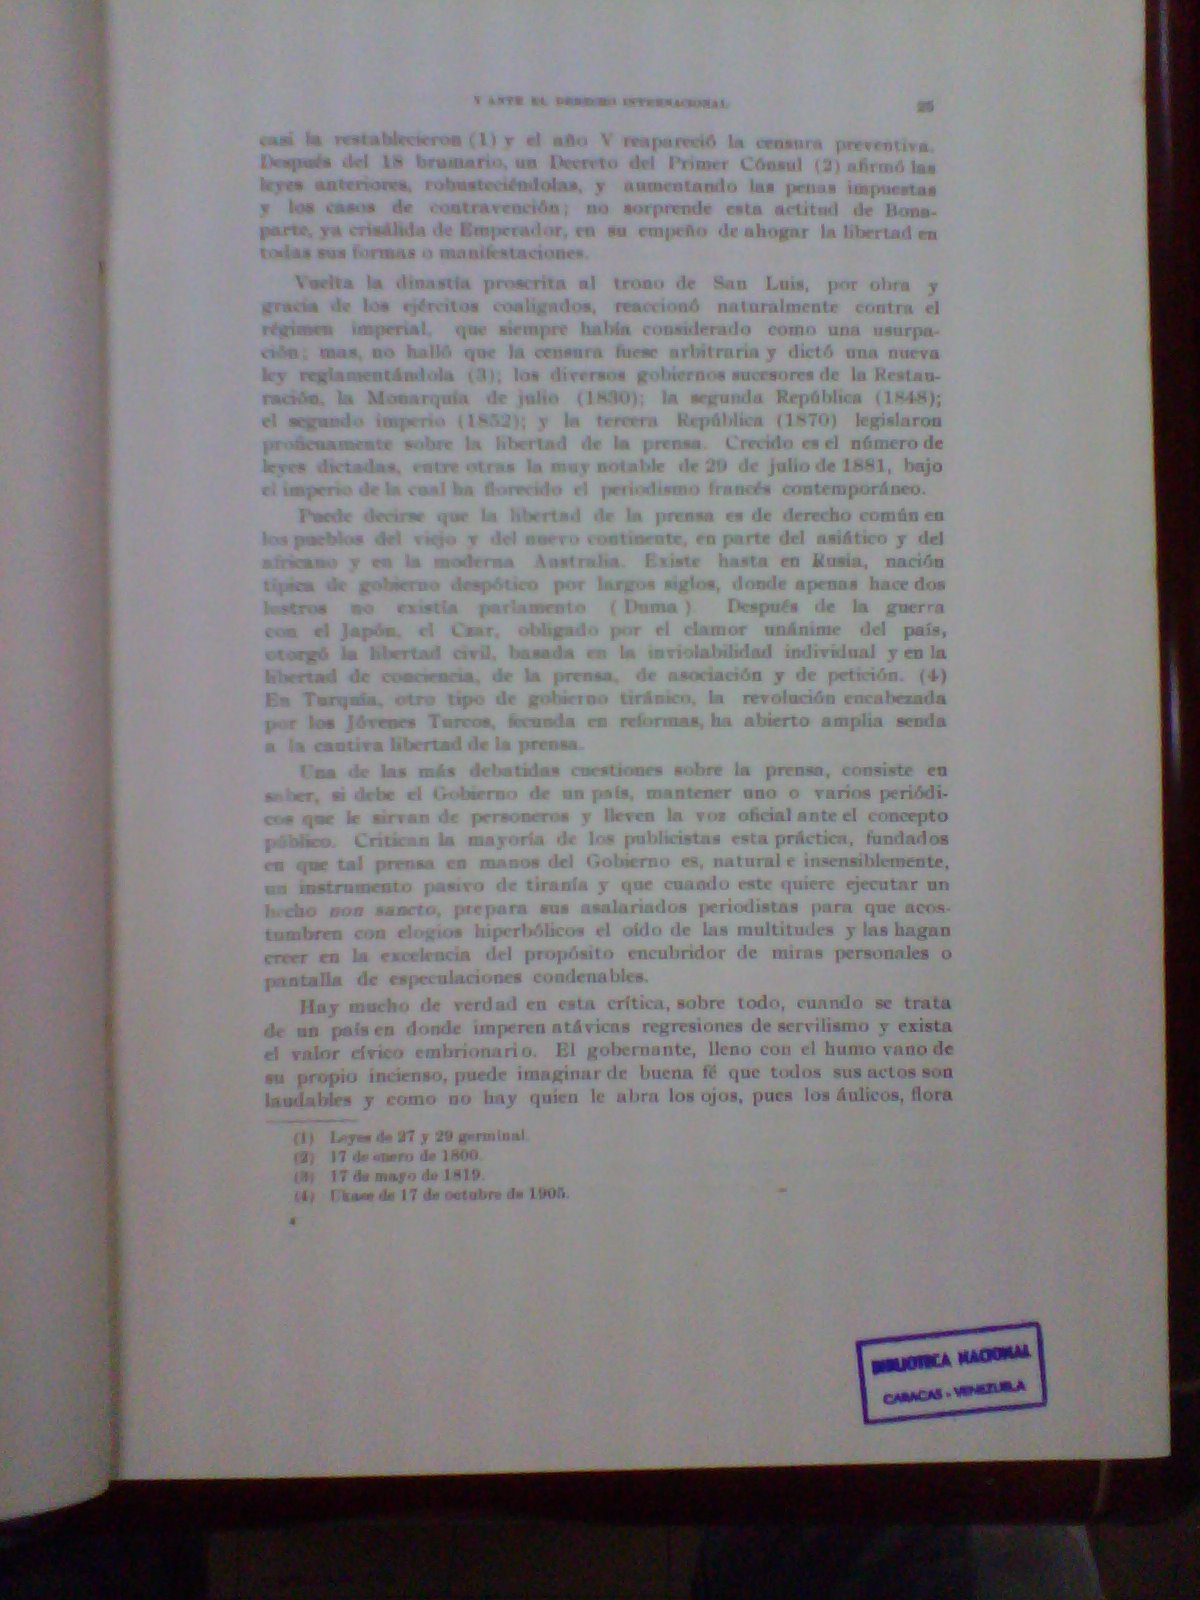 Y ANTE EL DERECHO INTERNACIONAL 25
casi la restablecieron (1) y el año V reapareció la censura preventiva.
Después del 18 brumario, un Decreto del Primer Cónsul (2) afirmó las
leyes anteriores, robusteciéndolas, y aumentando las penas impuestas
y los casos de contravención; no sorprende esta actitud de Bona-
parte, ya crisálida de Emperador, en su empeño de ahogar la libertad en
todas sus formas o manifestaciones.
Vuelta la dinastía proscrita al trono de San Luis, por obra y
gracia de los ejércitos coaligados, reaccionó naturalmente contra el
régimen imperial, que siempre había considerado como una usurpa-
ción; mas, no halló que la censura fuese arbitraria y dictó una nueva
ley reglamentándola (3); los diversos gobiernos sucesores de la Restau-
ración, la Monarquía de julio (1830); la segunda República (1848);
el segundo imperio (1852); y la tercera República (1870) legislaron
proficuamente sobre la libertad de la prensa. Crecido es el número de
leyes dictadas, entre otras la muy notable de 29 de julio de 1881, bajo
el imperio de la cual ha florecido el periodismo francés contemporáneo.
Puede decirse que la libertad de la prensa es de derecho común en
los pueblos del viejo y del nuevo continente, en parte del asiático y del
africano y en la moderna Australia. Existe hasta en Rusia, nación
típica de gobierno despótico por largos siglos, donde apenas hace dos
lustros no existía parlamento (Duma). Después de la guerra
con el Japón, el Czar, obligado por el clamor unánime del país,
otorgó la libertad civil, basada en la inviolabilidad individual y en la
libertad de conciencia, de la prensa, de asociación y de petición. (4)
En Turquía, otro tipo de gobierno tiránico, la revolución encabezada
por los Jóvenes Turcos, fecunda en reformas, ha abierto amplia senda
a la cautiva libertad de la prensa.
Una de las más debatidas cuestiones sobre la prensa, consiste en
saber, si debe el Gobierno de un país, mantener uno o varios periódi-
cos que le sirvan de personeros y lleven la voz oficial ante el concepto
público. Critican la mayoría de los publicistas esta práctica, fundados
en que tal prensa en manos del Gobierno es, natural e insensiblemente,
un instrumento pasivo de tiranía y que cuando este quiere ejecutar un
hecho non sancto, prepara sus asalariados periodistas para que acos-
tumbren con elogios hiperbólicos el oído de las multitudes y las hagan
creer en la excelencia del propósito encubridor de miras personales o
pantalla de especulaciones condenables.
Hay mucho de verdad en esta crítica, sobre todo, cuando se trata
de un país en donde imperen atávicas regresiones de servilismo y exista
el valor cívico embrionario. El gobernante, lleno con el humo vano de
su propio incienso, puede imaginar de buena fé que todos sus actos son
laudables y como no hay quien le abra los ojos, pues los áulicos, flora
(1) Leyes de 27 y 29 germinal.
(2) 17 de enero de 1800.
(3) 17 de mayo de 1819.
(4) Ukase de 17 de octubre de 1905.
4
BIBLIOTECA NACIONAL
CARACAS - VENEZUELA